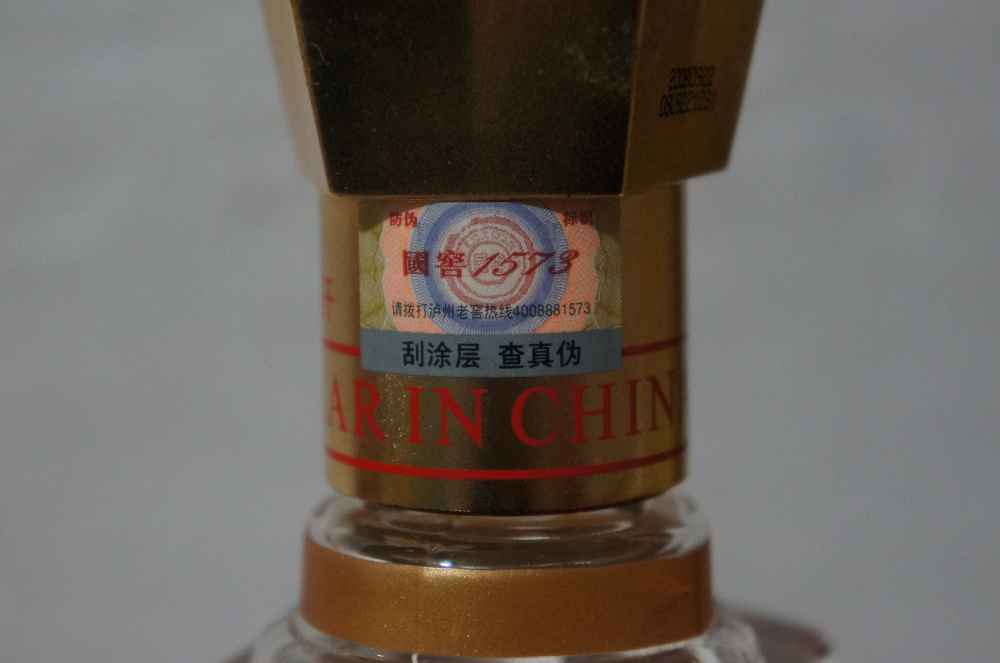 20080522
防伪 标识
國窖1573
请拨打泸州老窖热线4008881573
刮涂层 查真伪
AR IN CHIN